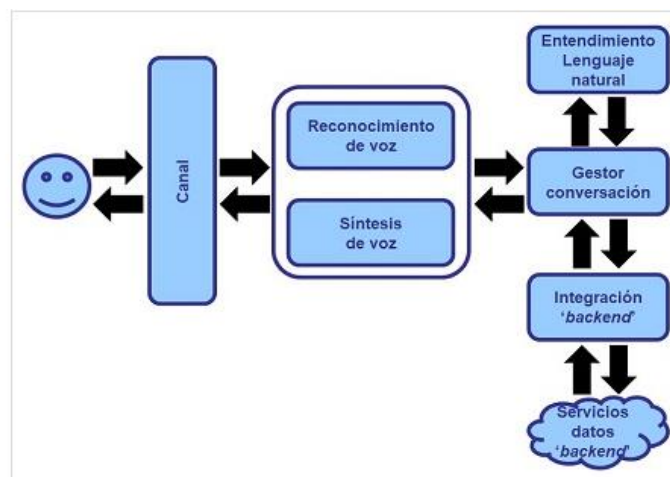 Canal
Reconocimiento
de voz
Síntesis
de voz
Entendimiento
Lenguaje
natural
Gestor
conversación
Integración
‘backend’
Servicios
datos
‘backend’